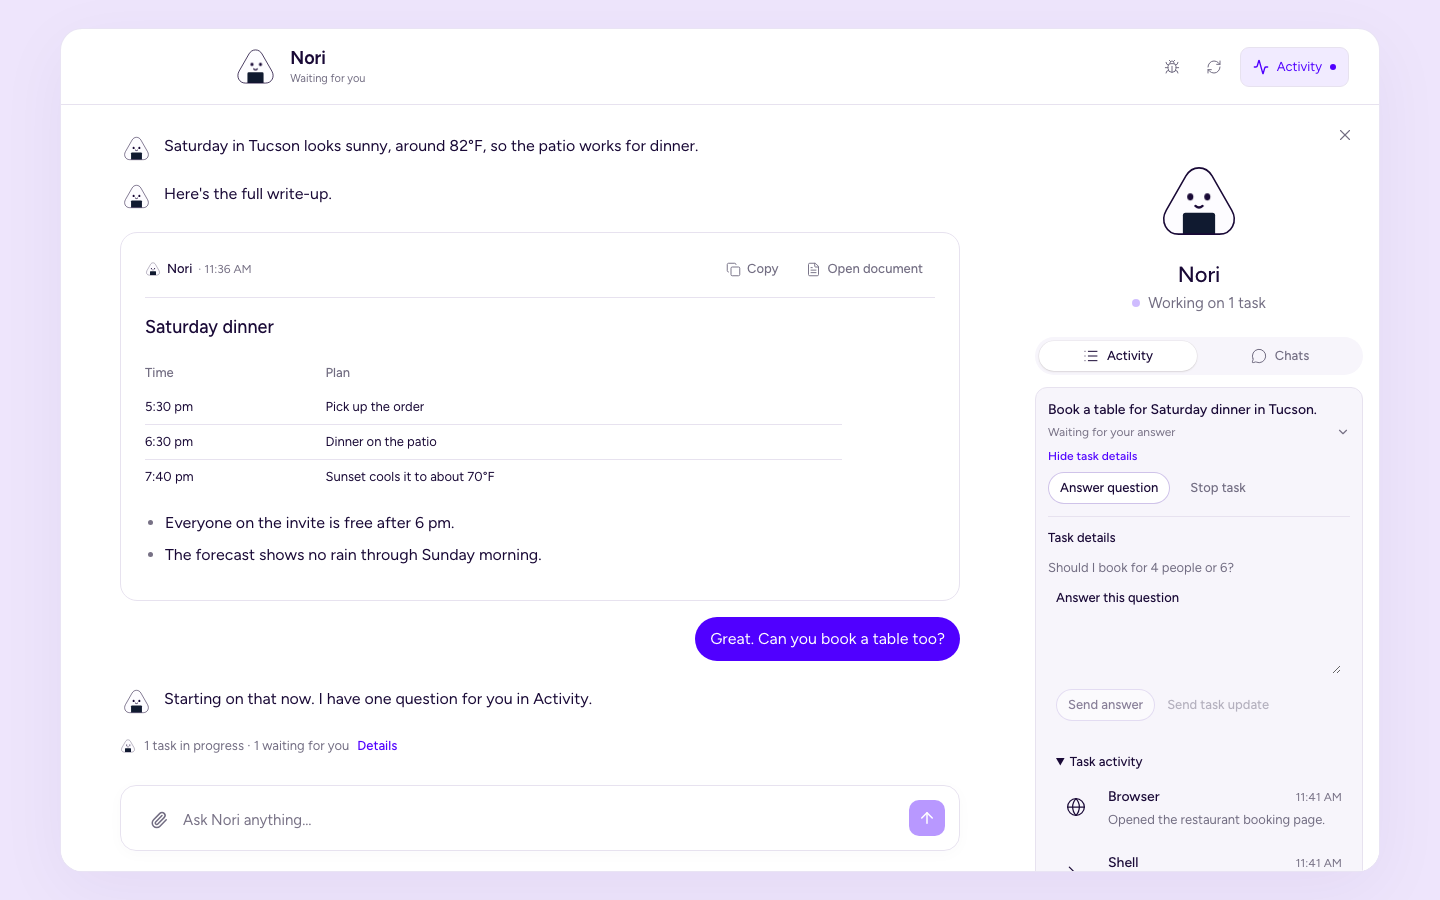 Nori
Waiting for you
Activity
Saturday in Tucson looks sunny, around 82°F, so the patio works for dinner.
Here's the full write-up.
Nori · 11:36 AM
Copy
Open document
Saturday dinner
Time Plan
5:30 pm Pick up the order
6:30 pm Dinner on the patio
7:40 pm Sunset cools it to about 70°F
• Everyone on the invite is free after 6 pm.
• The forecast shows no rain through Sunday morning.
Great. Can you book a table too?
Starting on that now. I have one question for you in Activity.
1 task in progress · 1 waiting for you Details
Ask Nori anything...
Nori
Working on 1 task
Activity
Chats
Book a table for Saturday dinner in Tucson.
Waiting for your answer
Hide task details
Answer question
Stop task
Task details
Should I book for 4 people or 6?
Answer this question
Send answer
Send task update
Task activity
Browser 11:41 AM
Opened the restaurant booking page.
Shell 11:41 AM